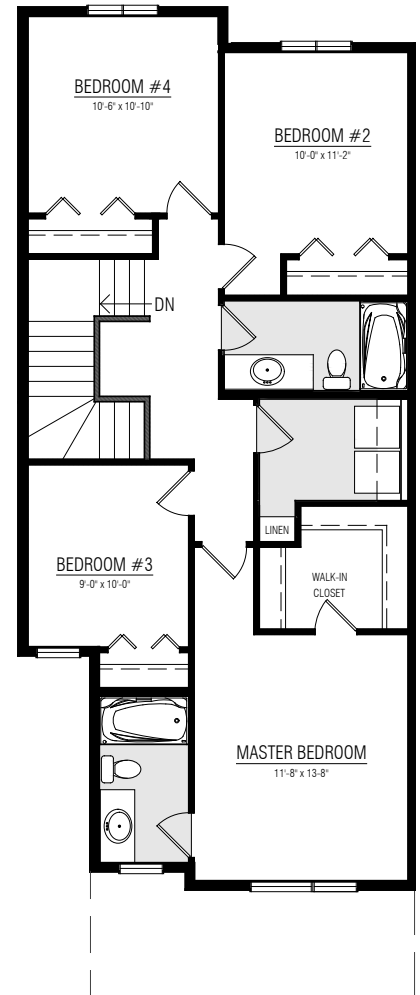 BEDROOM #4
10'-6" x 10'-10"
BEDROOM #2
10'-0" x 11'-2"
DN
LINEN
BEDROOM #3
9'-0" x 10'-0"
WALK-IN
CLOSET
MASTER BEDROOM
11'-8" x 13-8"